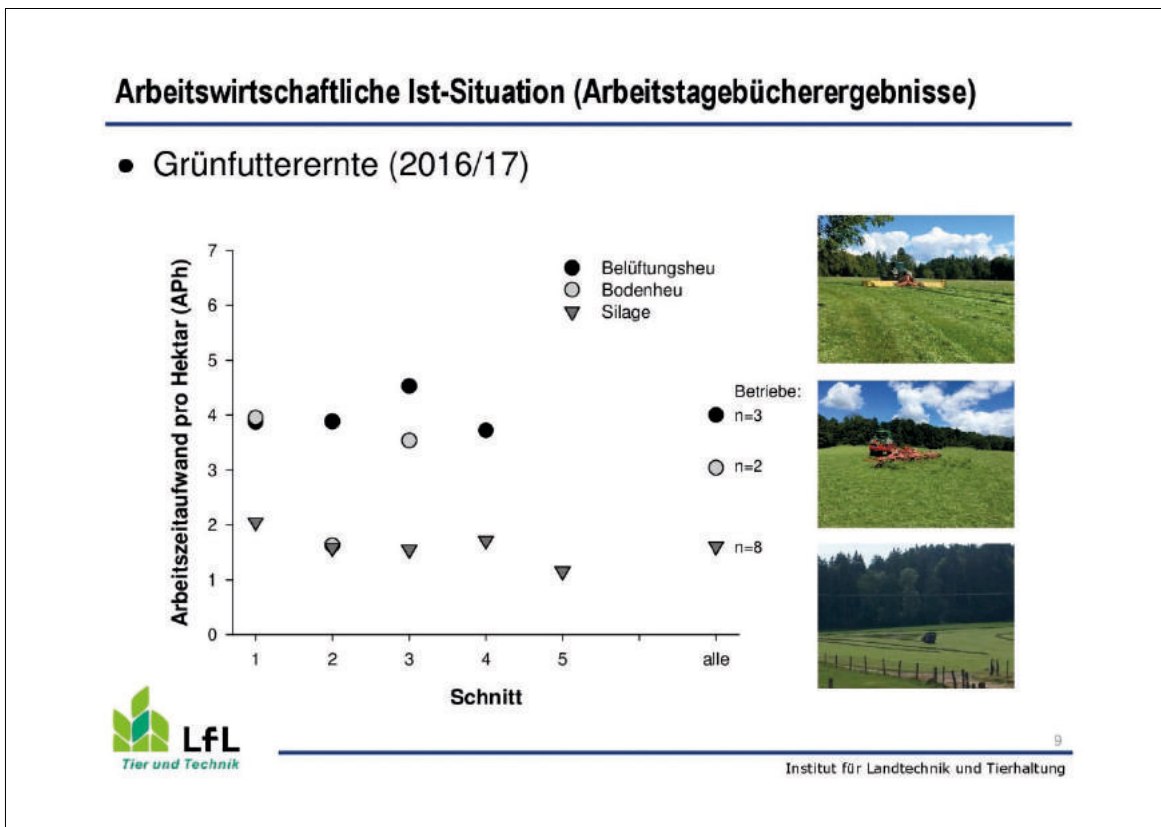 Arbeitswirtschaftliche Ist-Situation (Arbeitstagebücherergebnisse)
● Grünfutterernte (2016/17)
Arbeitszeitaufwand pro Hektar (APh)
7
6
5
4
3
2
1
0
Belüftungsheu
Bodenheu
Silage
Betriebe:
n=3
n=2
n=8
1 2 3 4 5 alle
Schnitt
LfL
Tier und Technik
9
Institut für Landtechnik und Tierhaltung